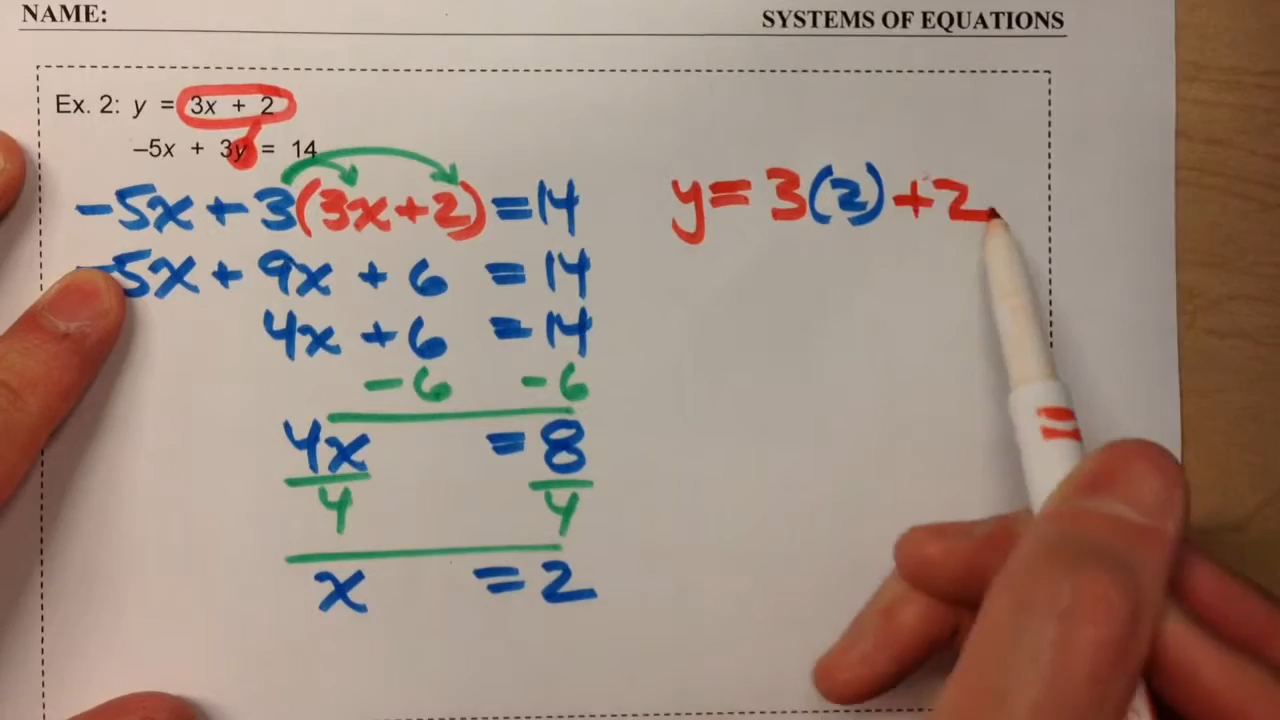 NAME:
SYSTEMS OF EQUATIONS
Ex. 2: y = 3x + 2
–5x + 3y = 14
-5x + 3(3x+2) = 14
y = 3(2) + 2
-5x + 9x + 6 = 14
4x + 6 = 14
-6 -6
4x = 8
4 4
x = 2